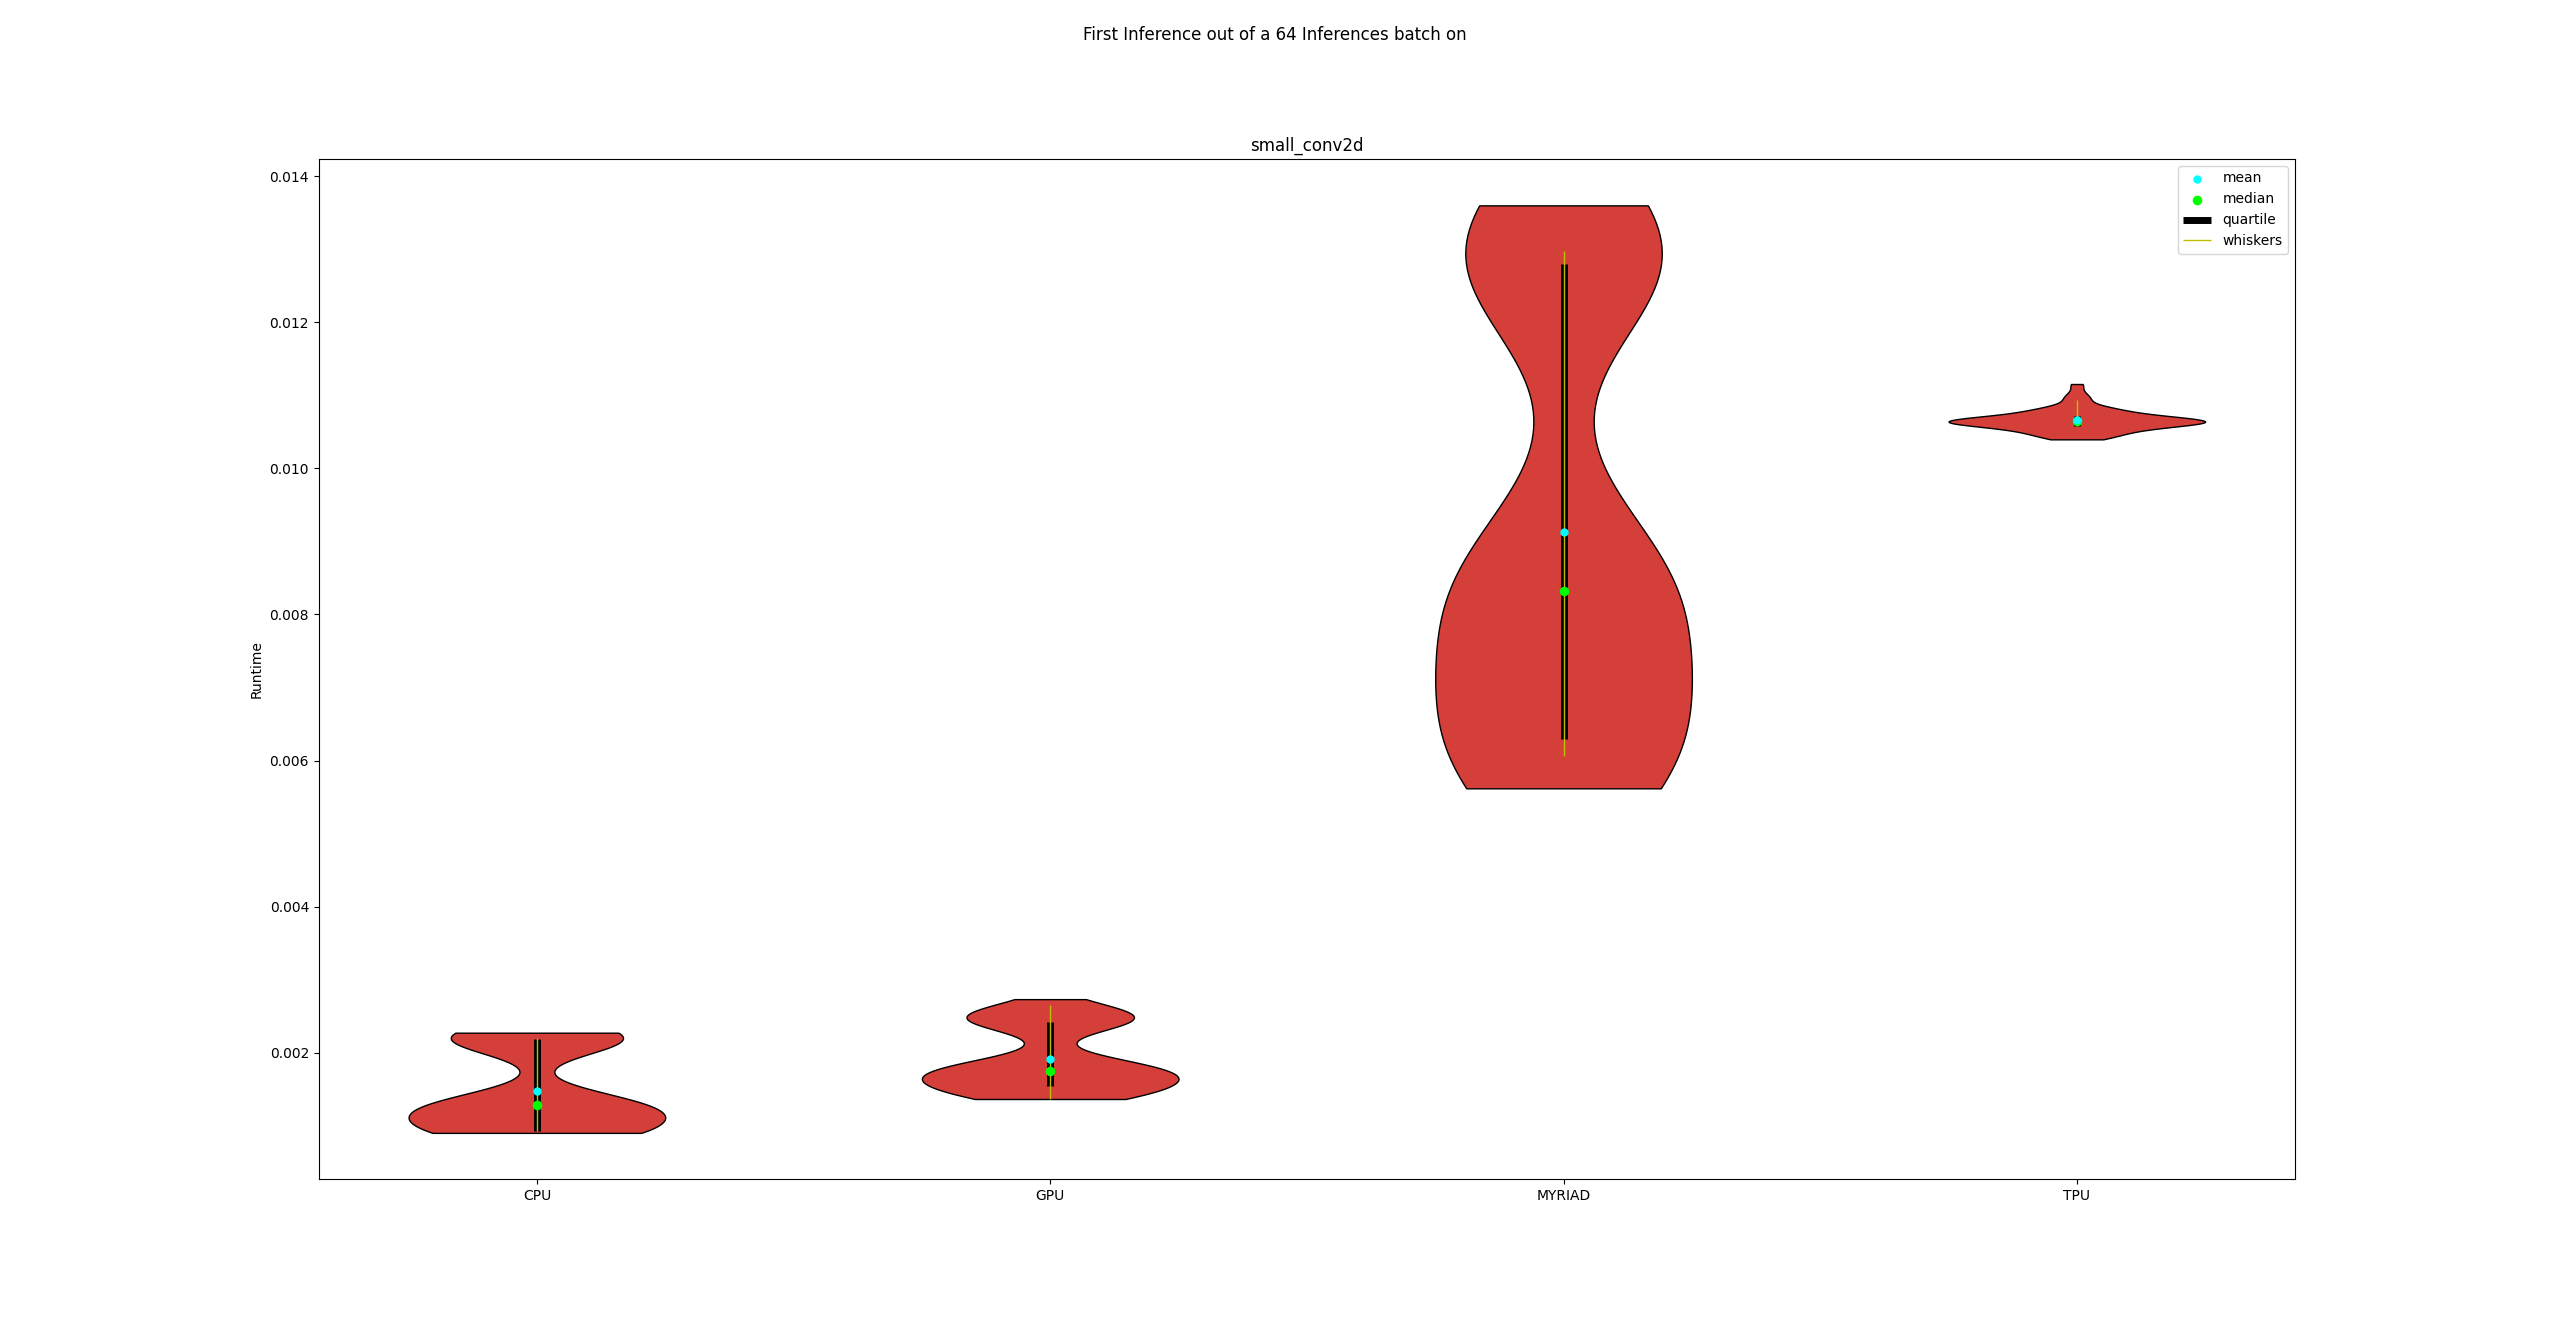 First Inference out of a 64 Inferences batch on
small_conv2d
mean
median
quartile
whiskers
0.014
0.012
0.010
0.008
0.006
0.004
0.002
Runtime
CPU
GPU
MYRIAD
TPU